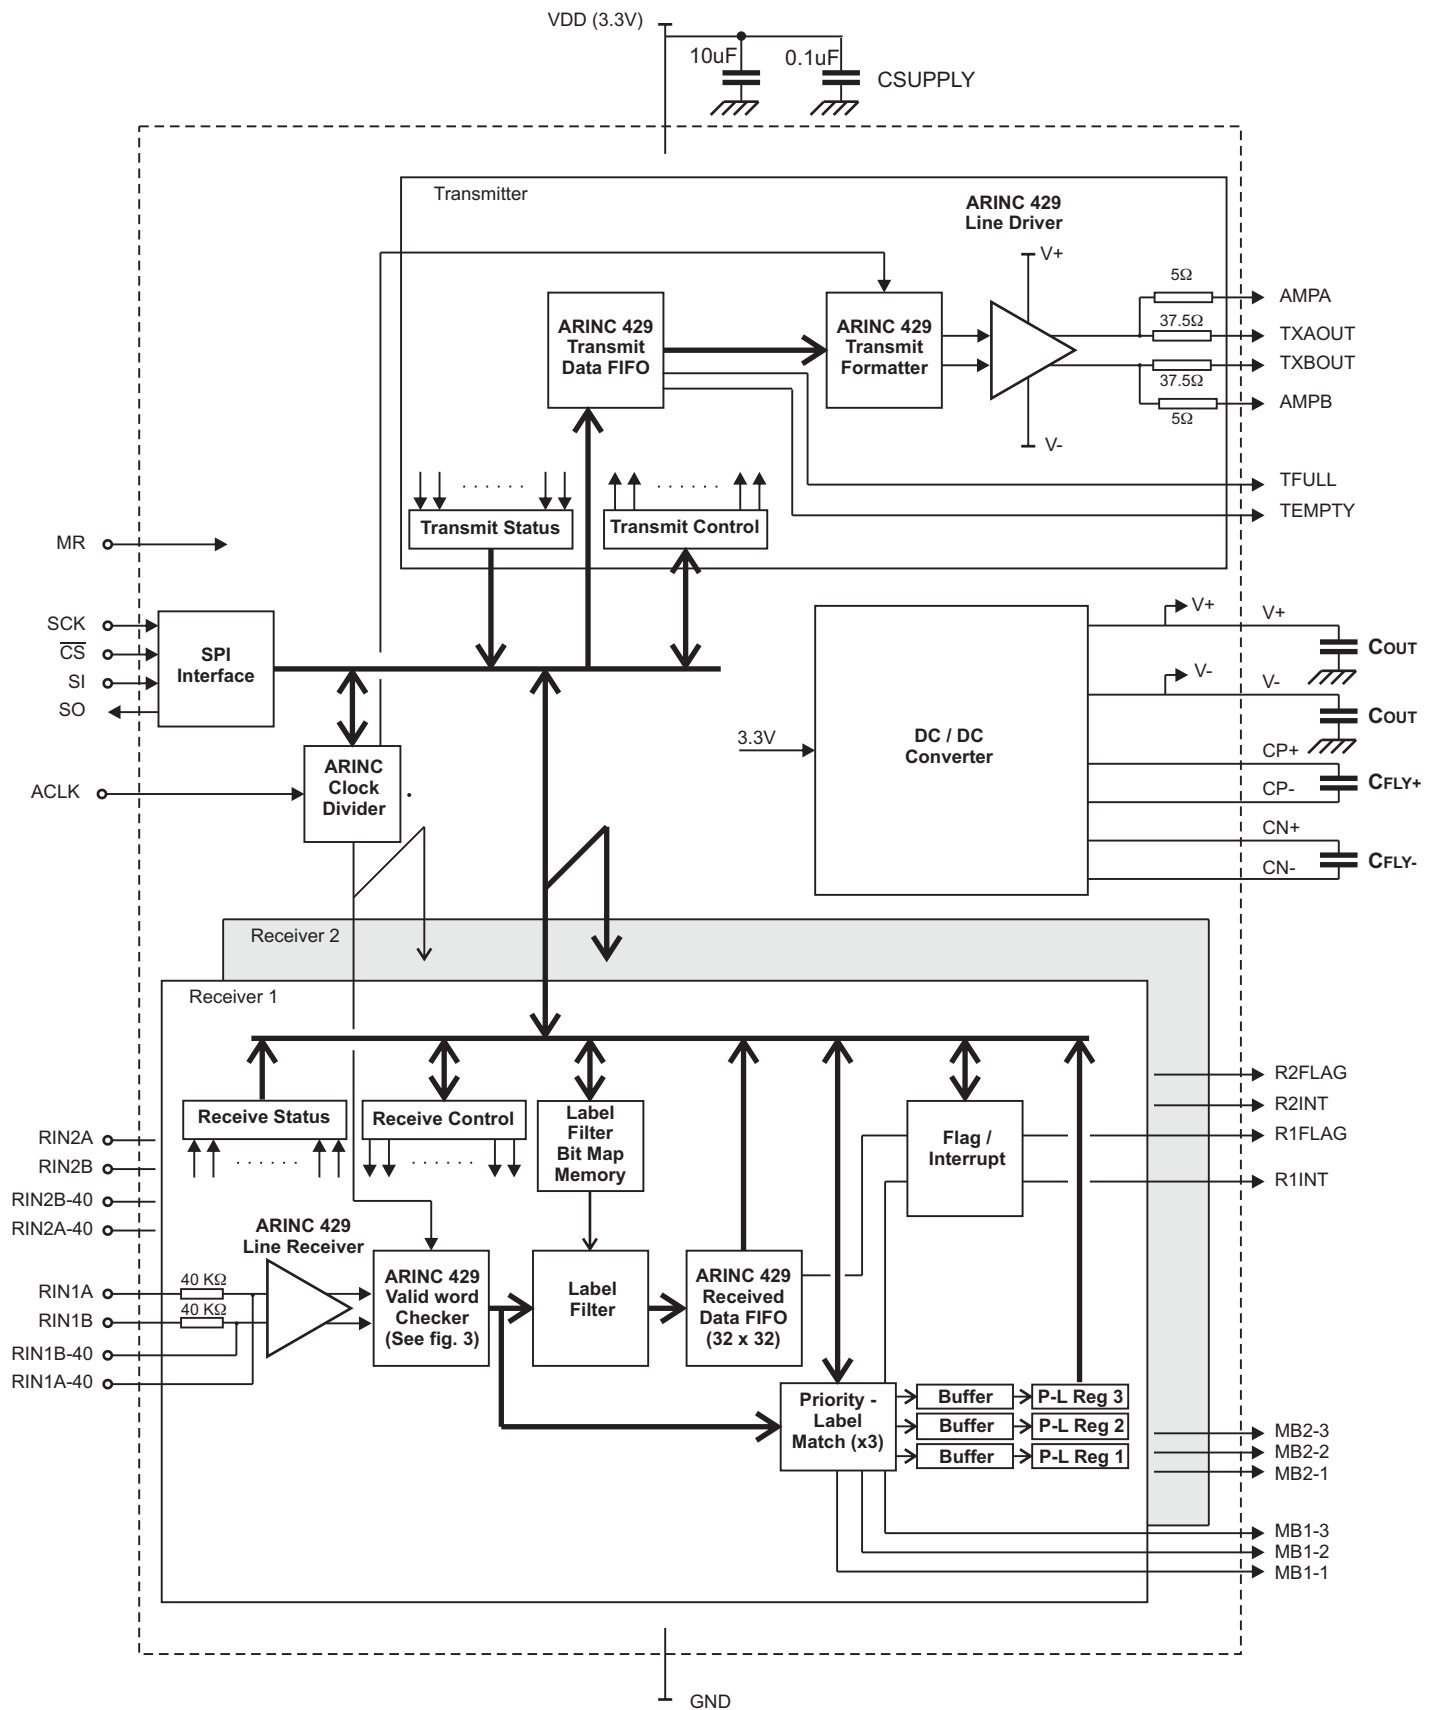 VDD (3.3V)
10uF
0.1uF
CSUPPLY
Transmitter
ARINC 429
Line Driver
V+
5Ω
AMPA
ARINC 429
Transmit
Data FIFO
ARINC 429
Transmit
Formatter
37.5Ω
TXAOUT
TXBOUT
37.5Ω
AMPB
5Ω
V-
TFULL
TEMPTY
Transmit Status
Transmit Control
MR
SCK
CS
SI
SO
SPI
Interface
V+
V+
COUT
V-
V-
COUT
3.3V
DC / DC
Converter
CP+
CP-
CFLY+
CN+
CN-
CFLY-
ACLK
ARINC
Clock
Divider
Receiver 2
Receiver 1
R2FLAG
R2INT
R1FLAG
R1INT
Receive Status
Receive Control
Label
Filter
Bit Map
Memory
Flag /
Interrupt
RIN2A
RIN2B
RIN2B-40
RIN2A-40
ARINC 429
Line Receiver
40 KΩ
RIN1A
40 KΩ
RIN1B
RIN1B-40
RIN1A-40
ARINC 429
Valid word
Checker
(See fig. 3)
Label
Filter
ARINC 429
Received
Data FIFO
(32 x 32)
Priority -
Label
Match (x3)
Buffer
P-L Reg 3
Buffer
P-L Reg 2
Buffer
P-L Reg 1
MB2-3
MB2-2
MB2-1
MB1-3
MB1-2
MB1-1
GND